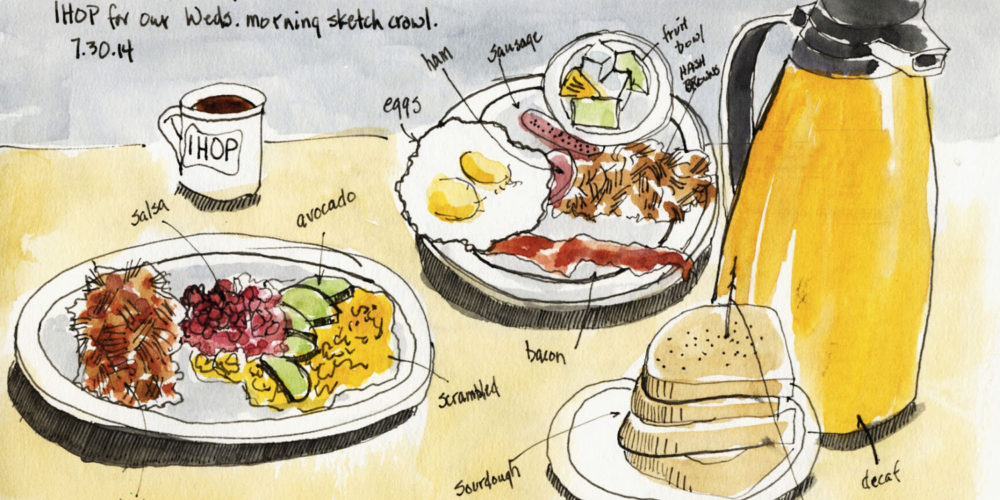 IHOP for our Weds. morning sketch crawl.
7.30.14
ham
sausage
fruit
bowl
HASH
BROWNS
eggs
IHOP
salsa
avocado
bacon
scrambled
sourdough
decaf